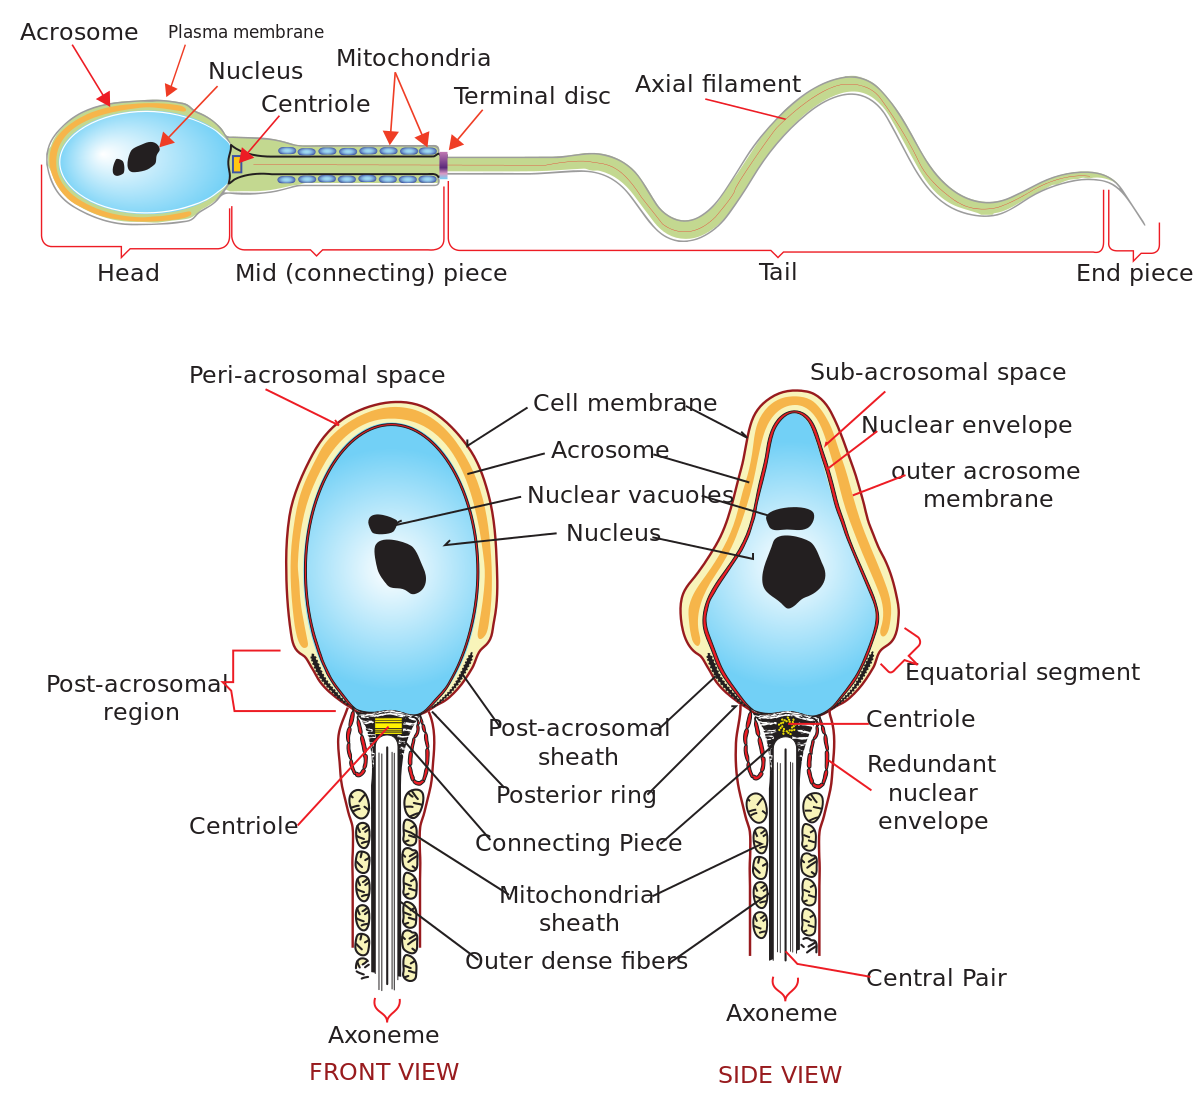 Acrosome
Plasma membrane
Nucleus
Mitochondria
Centriole
Terminal disc
Axial filament
Head
Mid (connecting) piece
Tail
End piece
Peri-acrosomal space
Sub-acrosomal space
Cell membrane
Nuclear envelope
Acrosome
outer acrosome
membrane
Nuclear vacuoles
Nucleus
Equatorial segment
Post-acrosomal
region
Post-acrosomal
sheath
Centriole
Redundant
nuclear
envelope
Posterior ring
Centriole
Connecting Piece
Mitochondrial
sheath
Outer dense fibers
Central Pair
Axoneme
Axoneme
FRONT VIEW
SIDE VIEW